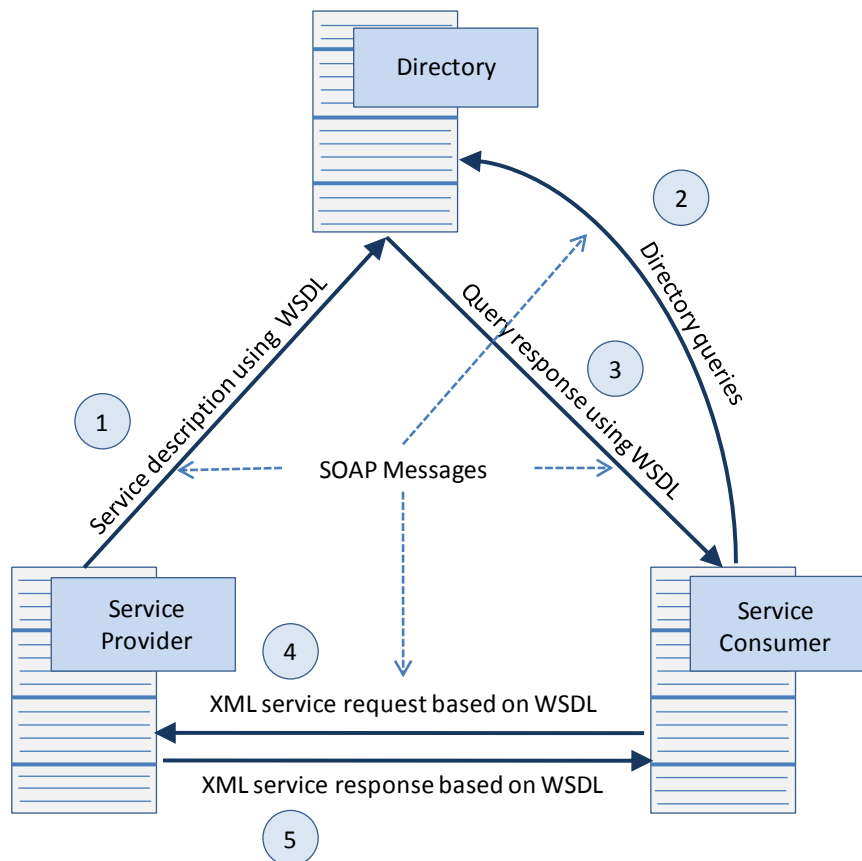 Directory
2
Directory queries
Service description using WSDL
Query response using WSDL
3
1
SOAP Messages
Service
Provider
Service
Consumer
4
XML service request based on WSDL
XML service response based on WSDL
5